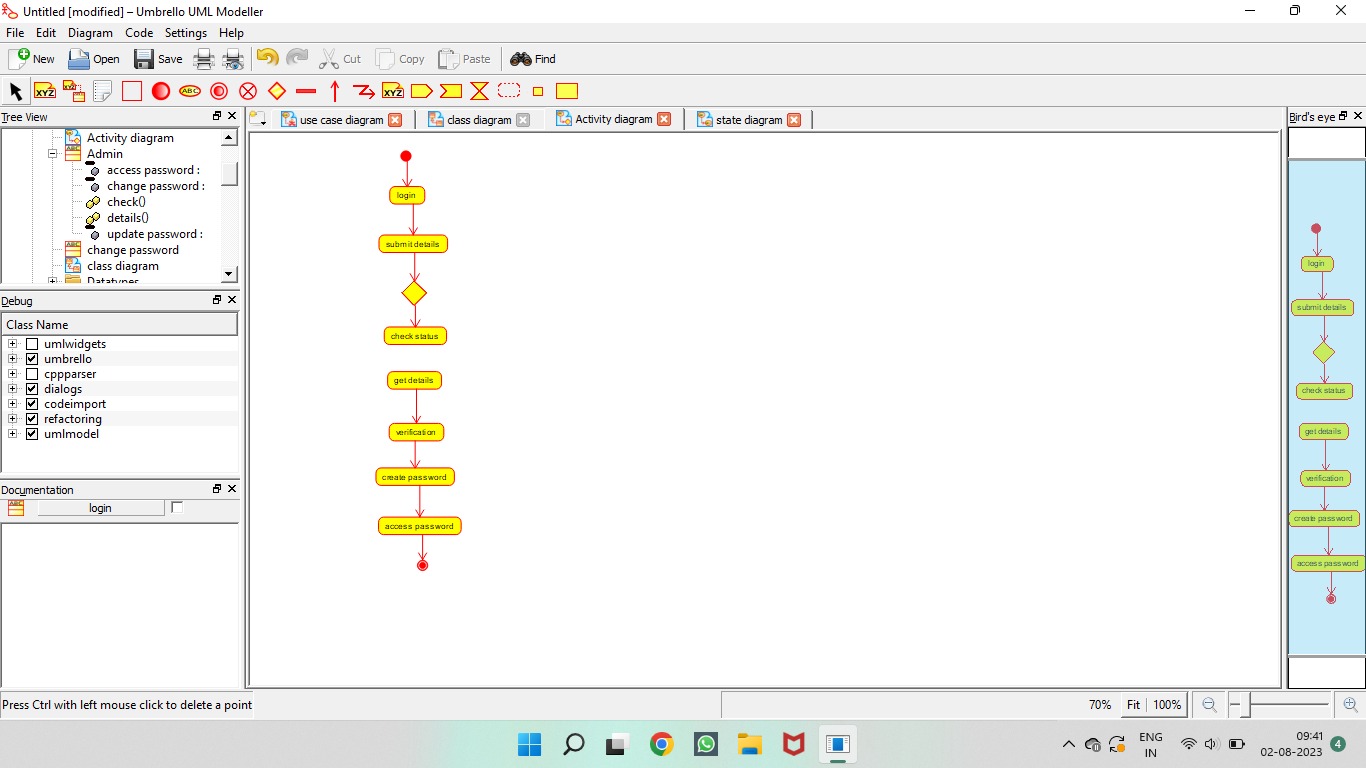 Untitled [modified] – Umbrello UML Modeller
File Edit Diagram Code Settings Help
New Open Save Cut Copy Paste Find
XYZ XYZ ABC XYZ
Tree View
Activity diagram
Admin
access password :
change password :
check()
details()
update password :
change password
class diagram
Datatypes
Debug
Class Name
umlwidgets
umbrello
cppparser
dialogs
codeimport
refactoring
umlmodel
Documentation
login
use case diagram class diagram Activity diagram state diagram
login
submit details
check status
get details
verification
create password
access password
Bird's eye
login
submit details
check status
get details
verification
create password
access password
Press Ctrl with left mouse click to delete a point
70% Fit 100%
ENG
IN
09:41
02-08-2023
4